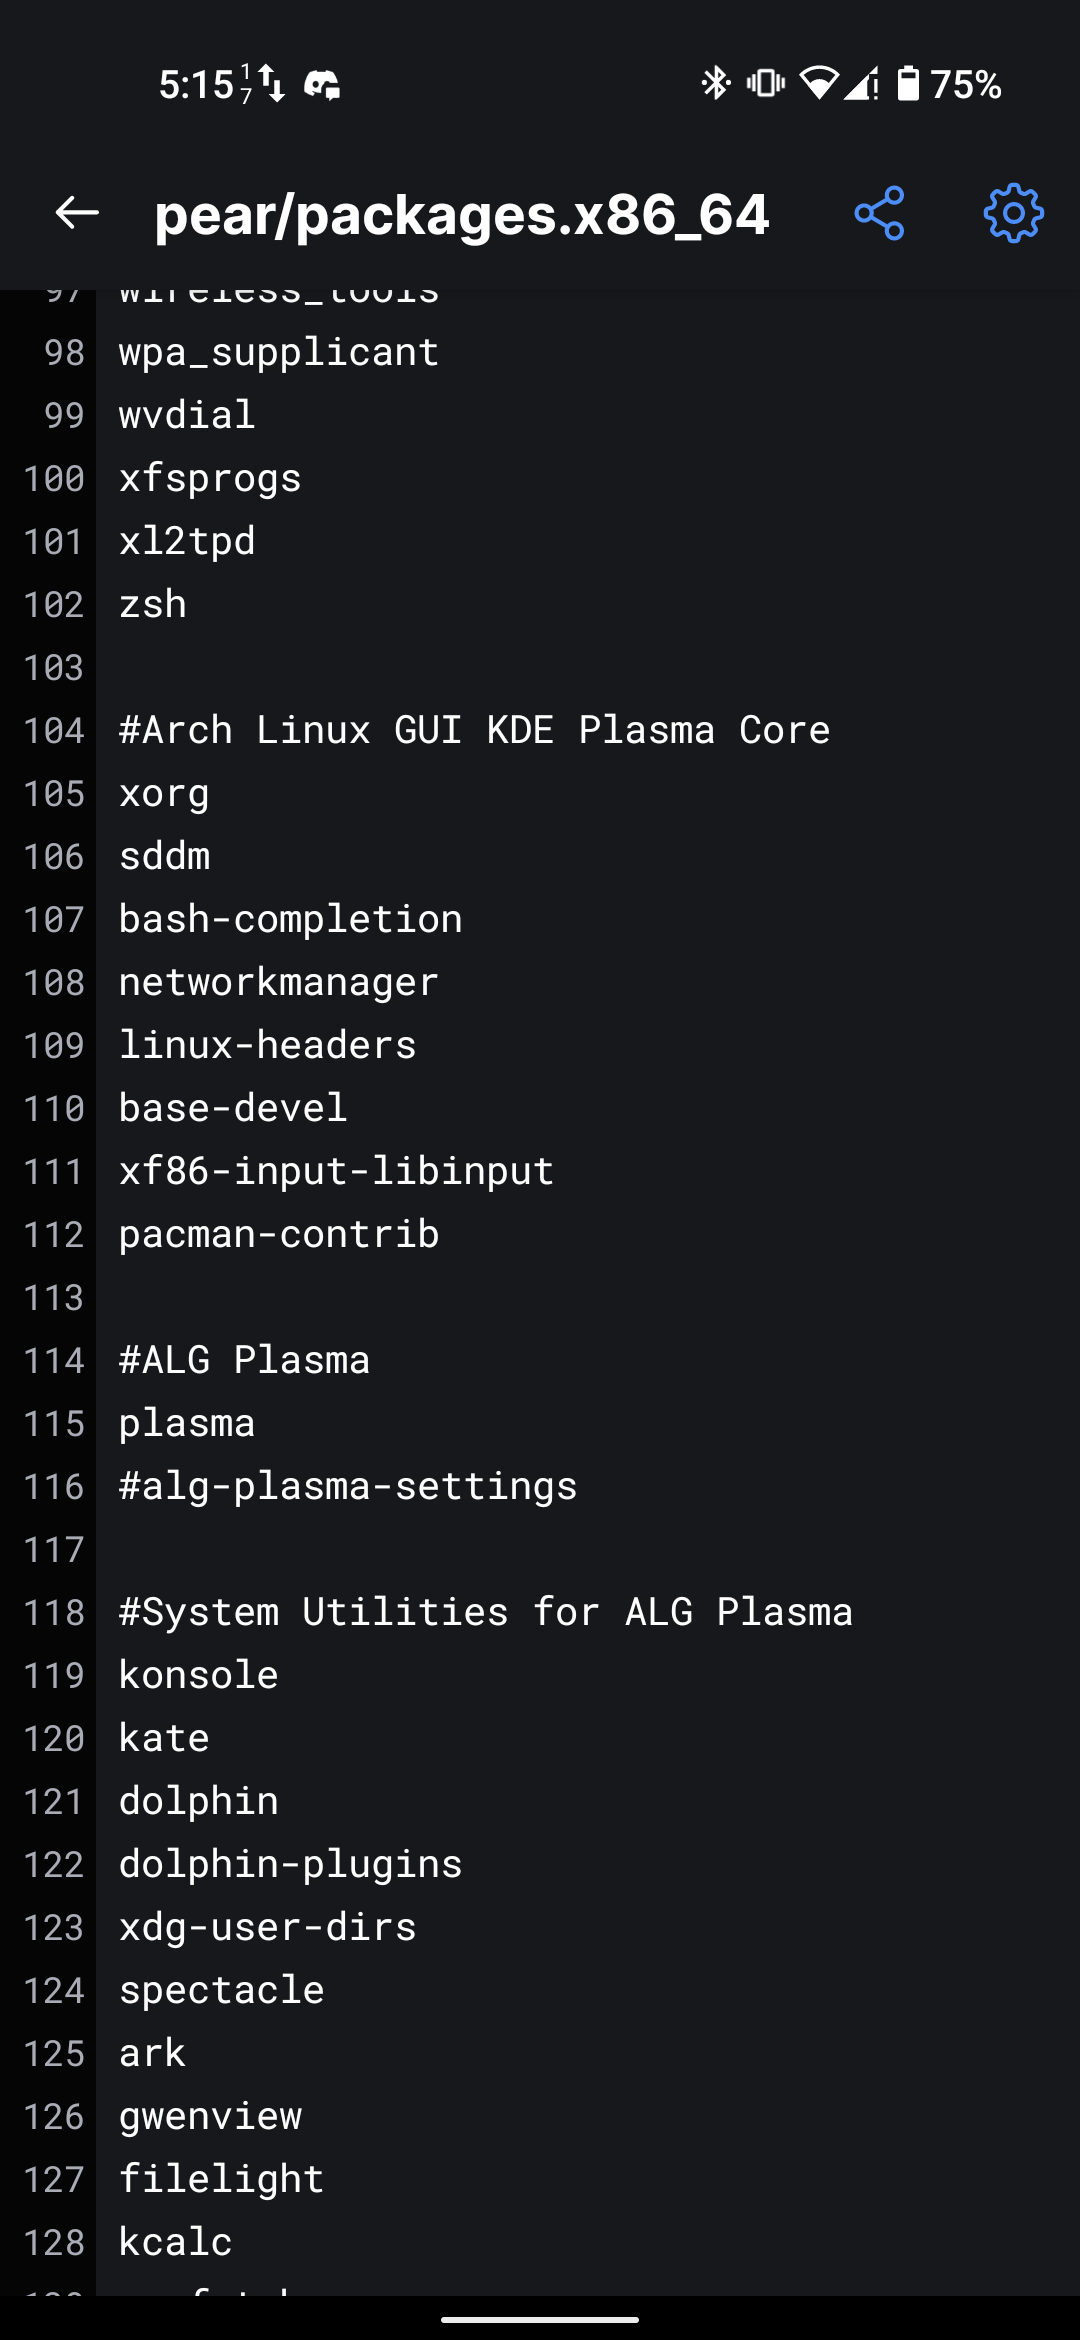 5:15 1 7 75%
pear/packages.x86_64
97 wireless_tools
98 wpa_supplicant
99 wvdial
100 xfsprogs
101 xl2tpd
102 zsh
103
104 #Arch Linux GUI KDE Plasma Core
105 xorg
106 sddm
107 bash-completion
108 networkmanager
109 linux-headers
110 base-devel
111 xf86-input-libinput
112 pacman-contrib
113
114 #ALG Plasma
115 plasma
116 #alg-plasma-settings
117
118 #System Utilities for ALG Plasma
119 konsole
120 kate
121 dolphin
122 dolphin-plugins
123 xdg-user-dirs
124 spectacle
125 ark
126 gwenview
127 filelight
128 kcalc